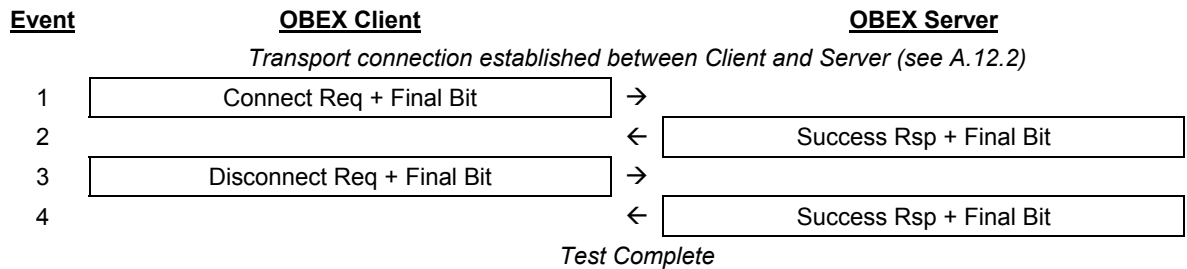 Event OBEX Client OBEX Server
Transport connection established between Client and Server (see A.12.2)
1 Connect Req + Final Bit →
2 ← Success Rsp + Final Bit
3 Disconnect Req + Final Bit →
4 ← Success Rsp + Final Bit
Test Complete